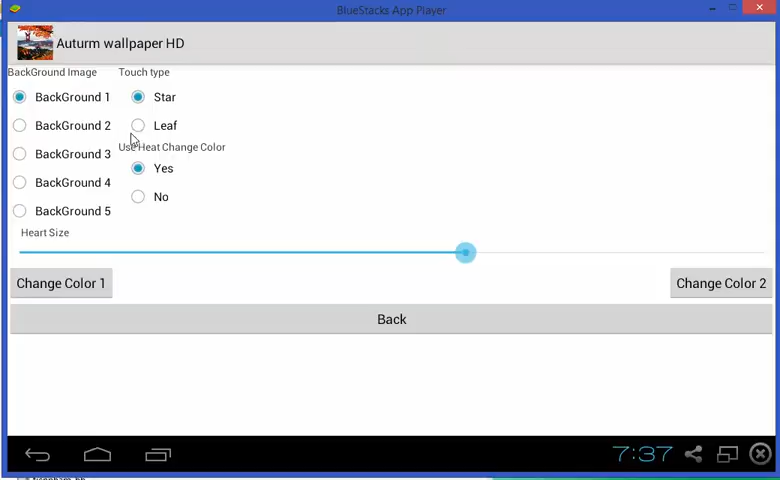 BlueStacks App Player
Auturm wallpaper HD
BackGround Image
Touch type
BackGround 1
Star
BackGround 2
Leaf
Use Heat Change Color
BackGround 3
Yes
BackGround 4
No
BackGround 5
Heart Size
Change Color 1
Change Color 2
Back
7:37